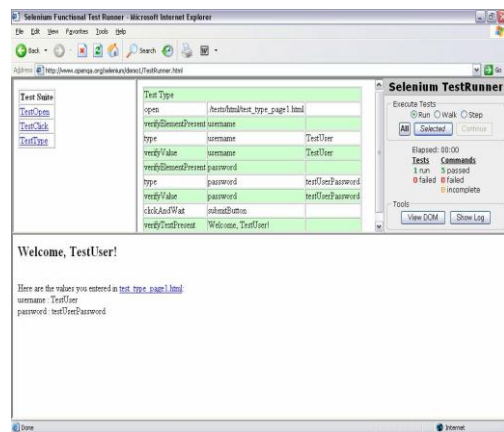 Selenium Functional Test Runner - Microsoft Internet Explorer
File Edit View Favorites Tools Help
Back Search
Address http://www.openqa.org/selenium/demos/TestRunner.html Go
Test Suite
TestOpen
TestClick
TestType
Test Type
open /tests/html/test_type_page1.html
verifyElementPresent username
type username TestUser
verifyValue username TestUser
verifyElementPresent password
type password testUserPassword
verifyValue password testUserPassword
clickAndWait submitButton
verifyTextPresent Welcome, TestUser!
Selenium TestRunner
Execute Tests
Run Walk Step
All Selected Continue
Elapsed: 00:00
Tests Commands
1 run 5 passed
0 failed 0 failed
0 incomplete
Tools
View DOM Show Log
Welcome, TestUser!
Here are the values you entered in test_type_page1.html:
username : TestUser
password : testUserPassword
Done Internet